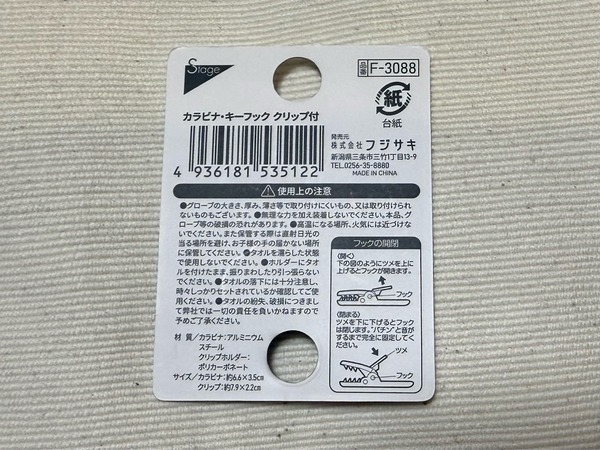 Stage
品番 F-3088
紙
台紙
カラビナ・キーフック クリップ付
4 936181 535122
発売元
株式会社 フジサキ
新潟県三条市三竹1丁目13-9
TEL.0256-35-8880
MADE IN CHINA
使用上の注意
●グローブの大きさ、厚み、薄さ等で取り付けにくいもの、又は取り付けられ
ないものもございます。●無理な力を加え装着しないでください。本品、グ
ローブ等の破損の恐れがあります。●高温になる場所、火気には近づけな
いでください。また保管する際は直射日光の
当る場所を避け、お子様の手の届かない場所
に保管してください。●タオルを濡らした状態
で使用しないでください。●ホルダーにタオ
ルを付けたまま、振りまわしたり引っ張らない
でください。●タオルの落下には十分注意し、
時々しっかりセットされているか確認してご使
用ください。●タオルの紛失、破損につきまし
て弊社では一切の責任を負いかねますので
予めご了承ください。
材 質/カラビナ:アルミニウム
スチール
クリップホルダー:
ポリカーボネート
サイズ/カラビナ:約6.6×3.5cm
クリップ:約7.9×2.2cm
フックの開閉
〈開く〉
下の図のようにツメを上に
上げるとフックが開きます。
フック
〈閉まる〉
ツメを下に下げるとフック
は閉じます。"パチン"と音が
するまで完全に固定してく
ださい。
ツメ
フック